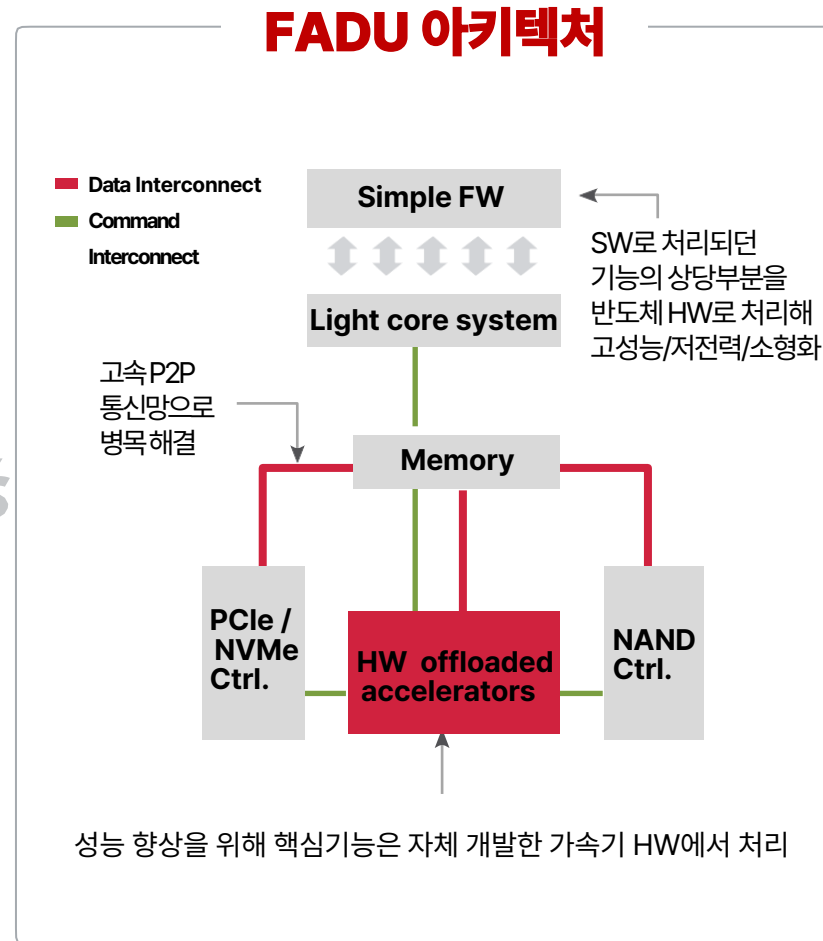 FADU 아키텍처
Data Interconnect
Command
Interconnect
Simple FW
SW로 처리되던
기능의 상당부분을
반도체 HW로 처리해
고성능/저전력/소형화
Light core system
고속 P2P
통신망으로
병목 해결
Memory
PCIe /
NVMe
Ctrl.
HW offloaded
accelerators
NAND
Ctrl.
성능 향상을 위해 핵심기능은 자체 개발한 가속기 HW에서 처리